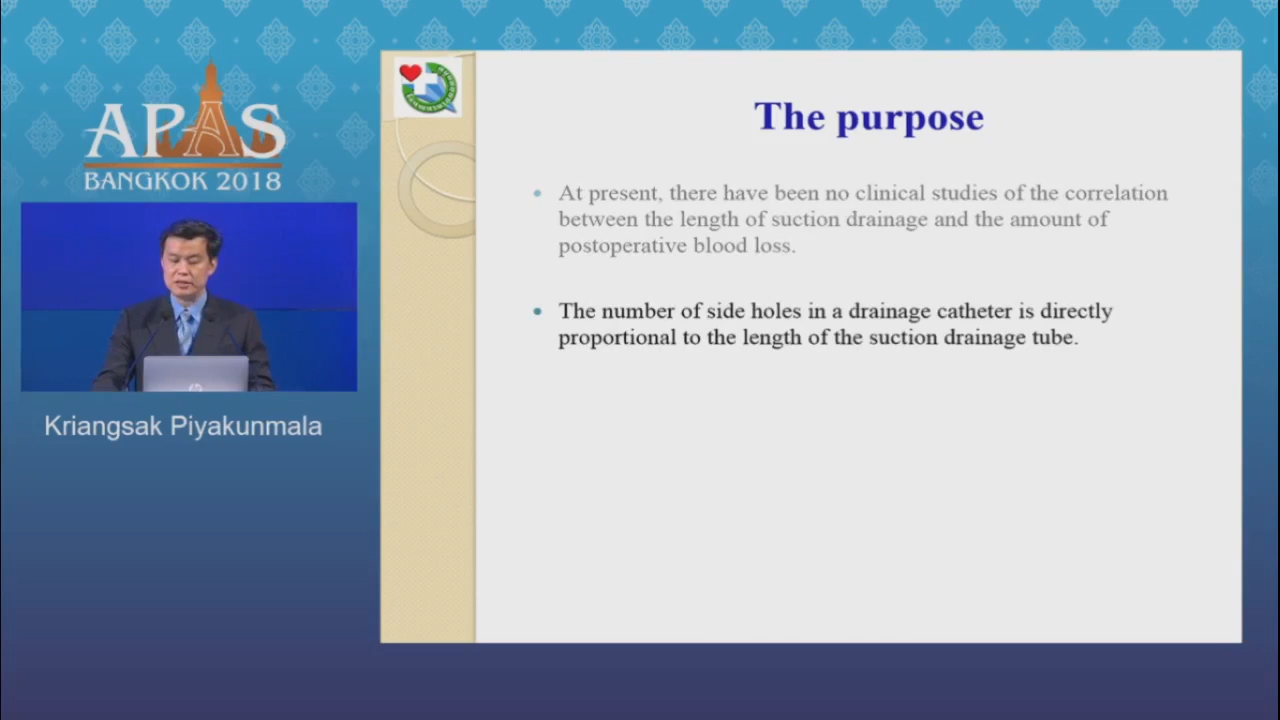 APAS
BANGKOK 2018
Kriangsak Piyakunmala
The purpose
• At present, there have been no clinical studies of the correlation
between the length of suction drainage and the amount of
postoperative blood loss.
• The number of side holes in a drainage catheter is directly
proportional to the length of the suction drainage tube.
hp